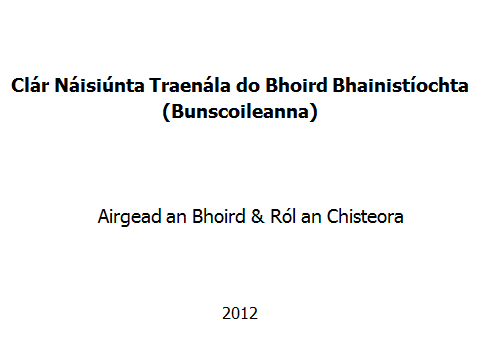 Clár Náisiúnta Traenála do Bhoird Bhainistíochta
(Bunscoileanna)
Airgead an Bhoird & Ról an Chisteora
2012